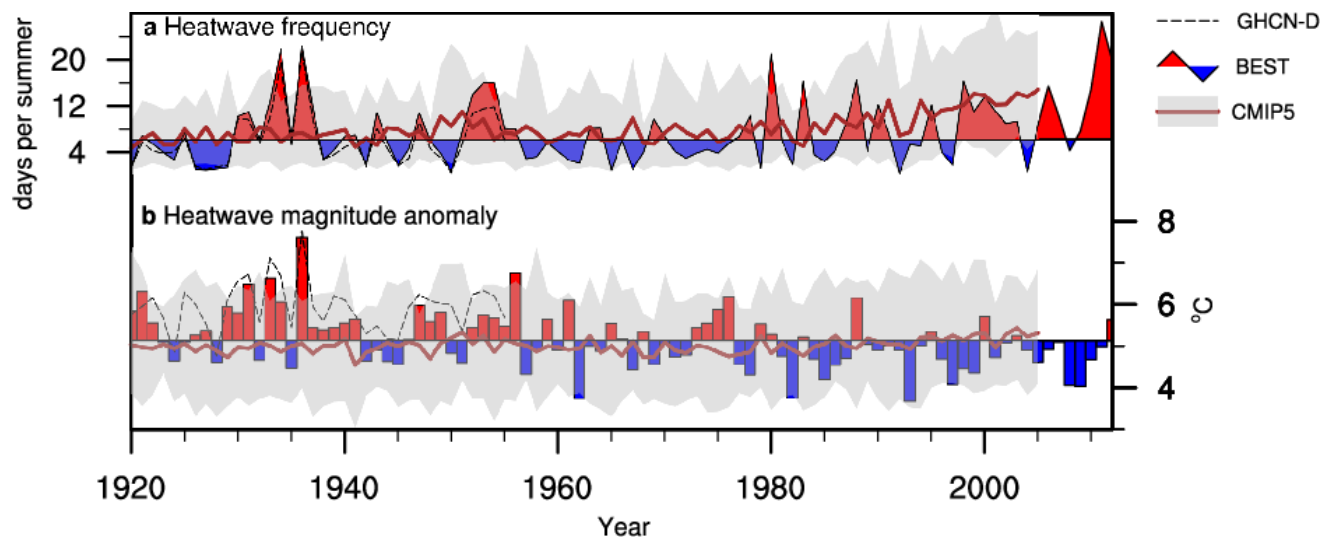 a Heatwave frequency
days per summer
20
12
4
GHCN-D
BEST
CMIP5
b Heatwave magnitude anomaly
8
6
4
ºC
1920 1940 1960 1980 2000
Year